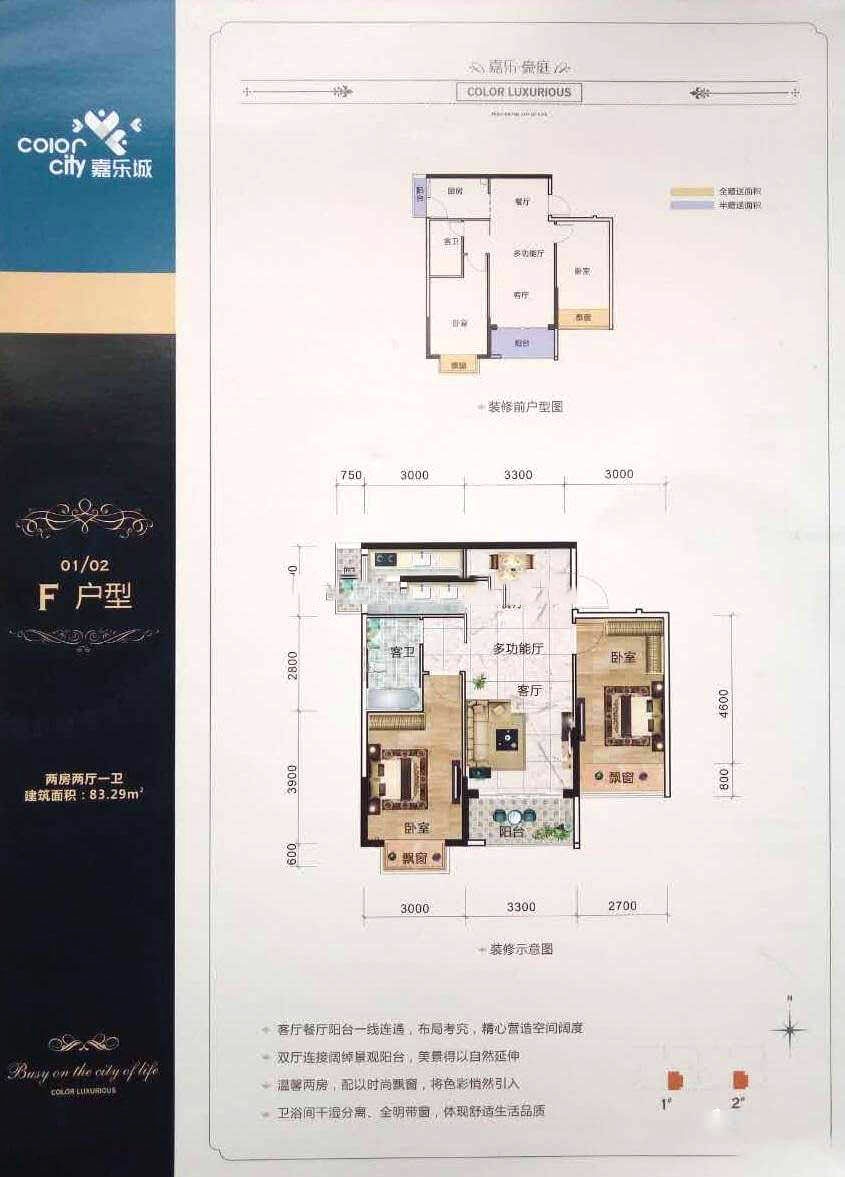 color
city 嘉乐城
01/02
F 户型
两房两厅一卫
建筑面积：83.29m²
Busy on the city of life
COLOR LUXURIOUS
嘉乐·豪庭
COLOR LUXURIOUS
全赠送面积
半赠送面积
阳台
厨房
餐厅
客卫
多功能厅
卧室
客厅
飘窗
卧室
阳台
飘窗
装修前户型图
750 3000 3300 3000
2800
3900
600
4600
800
客卫
多功能厅
客厅
卧室
飘窗
卧室
阳台
飘窗
3000 3300 2700
装修示意图
客厅餐厅阳台一线连通，布局考究，精心营造空间阔度
双厅连接阔绰景观阳台，美景得以自然延伸
温馨两房，配以时尚飘窗，将色彩悄然引入
卫浴间干湿分离、全明带窗，体现舒适生活品质
N
1# 2#